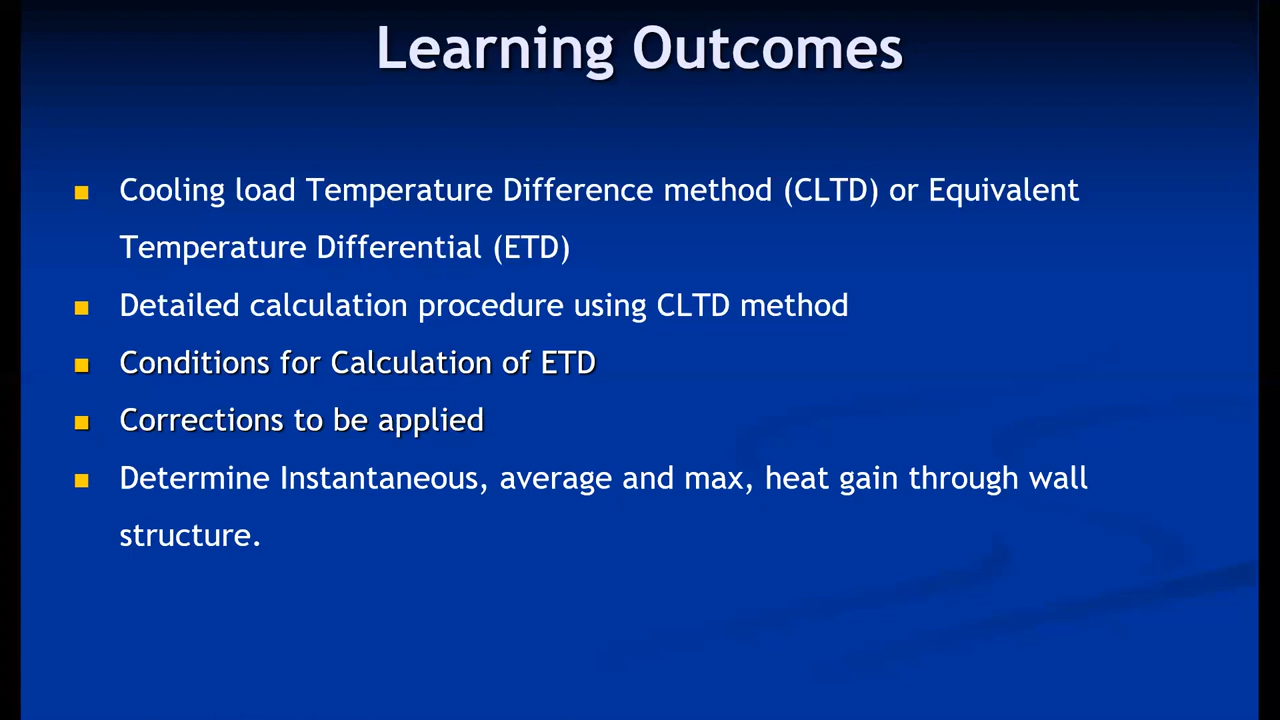 Learning Outcomes
Cooling load Temperature Difference method (CLTD) or Equivalent
Temperature Differential (ETD)
Detailed calculation procedure using CLTD method
Conditions for Calculation of ETD
Corrections to be applied
Determine Instantaneous, average and max, heat gain through wall
structure.